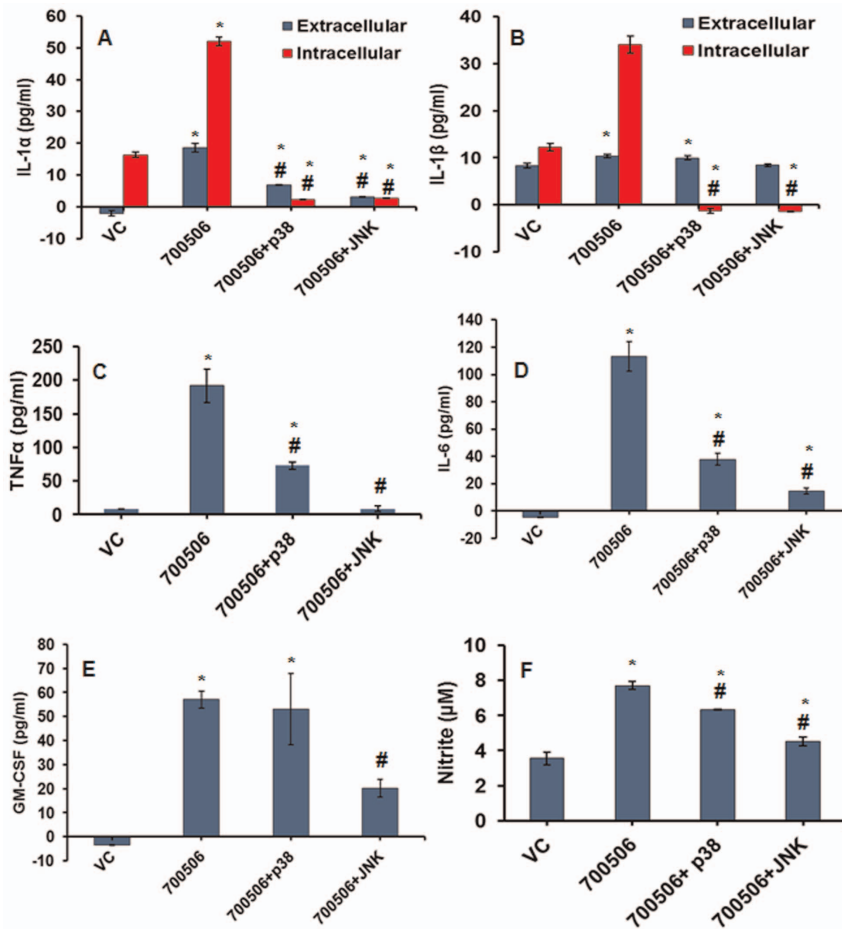 A
Extracellular
Intracellular
IL-1α (pg/ml)
60
50
40
30
20
10
0
-10
*
*
*
#
*
#
*
#
*
#
VC
700506
700506+p38
700506+JNK
B
Extracellular
Intracellular
IL-1β (pg/ml)
40
30
20
10
0
-10
*
*
*
#
*
#
VC
700506
700506+p38
700506+JNK
C
TNFα (pg/ml)
250
200
150
100
50
0
*
*
#
#
VC
700506
700506+p38
700506+JNK
D
IL-6 (pg/ml)
140
120
100
80
60
40
20
0
-20
*
*
#
*
#
VC
700506
700506+p38
700506+JNK
E
GM-CSF (pg/ml)
80
70
60
50
40
30
20
10
0
-10
*
*
#
VC
700506
700506+p38
700506+JNK
F
Nitrite (μM)
10
8
6
4
2
0
*
*
#
*
#
VC
700506
700506+ p38
700506+JNK